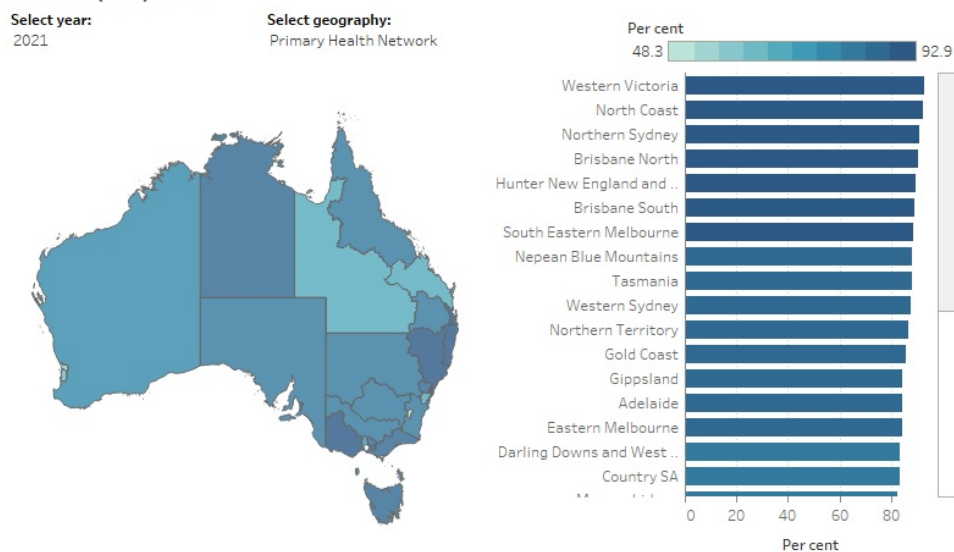 Select year:
2021
Select geography:
Primary Health Network
Per cent
48.3
92.9
Western Victoria
North Coast
Northern Sydney
Brisbane North
Hunter New England and ..
Brisbane South
South Eastern Melbourne
Nepean Blue Mountains
Tasmania
Western Sydney
Northern Territory
Gold Coast
Gippsland
Adelaide
Eastern Melbourne
Darling Downs and West ..
Country SA
0 20 40 60 80
Per cent